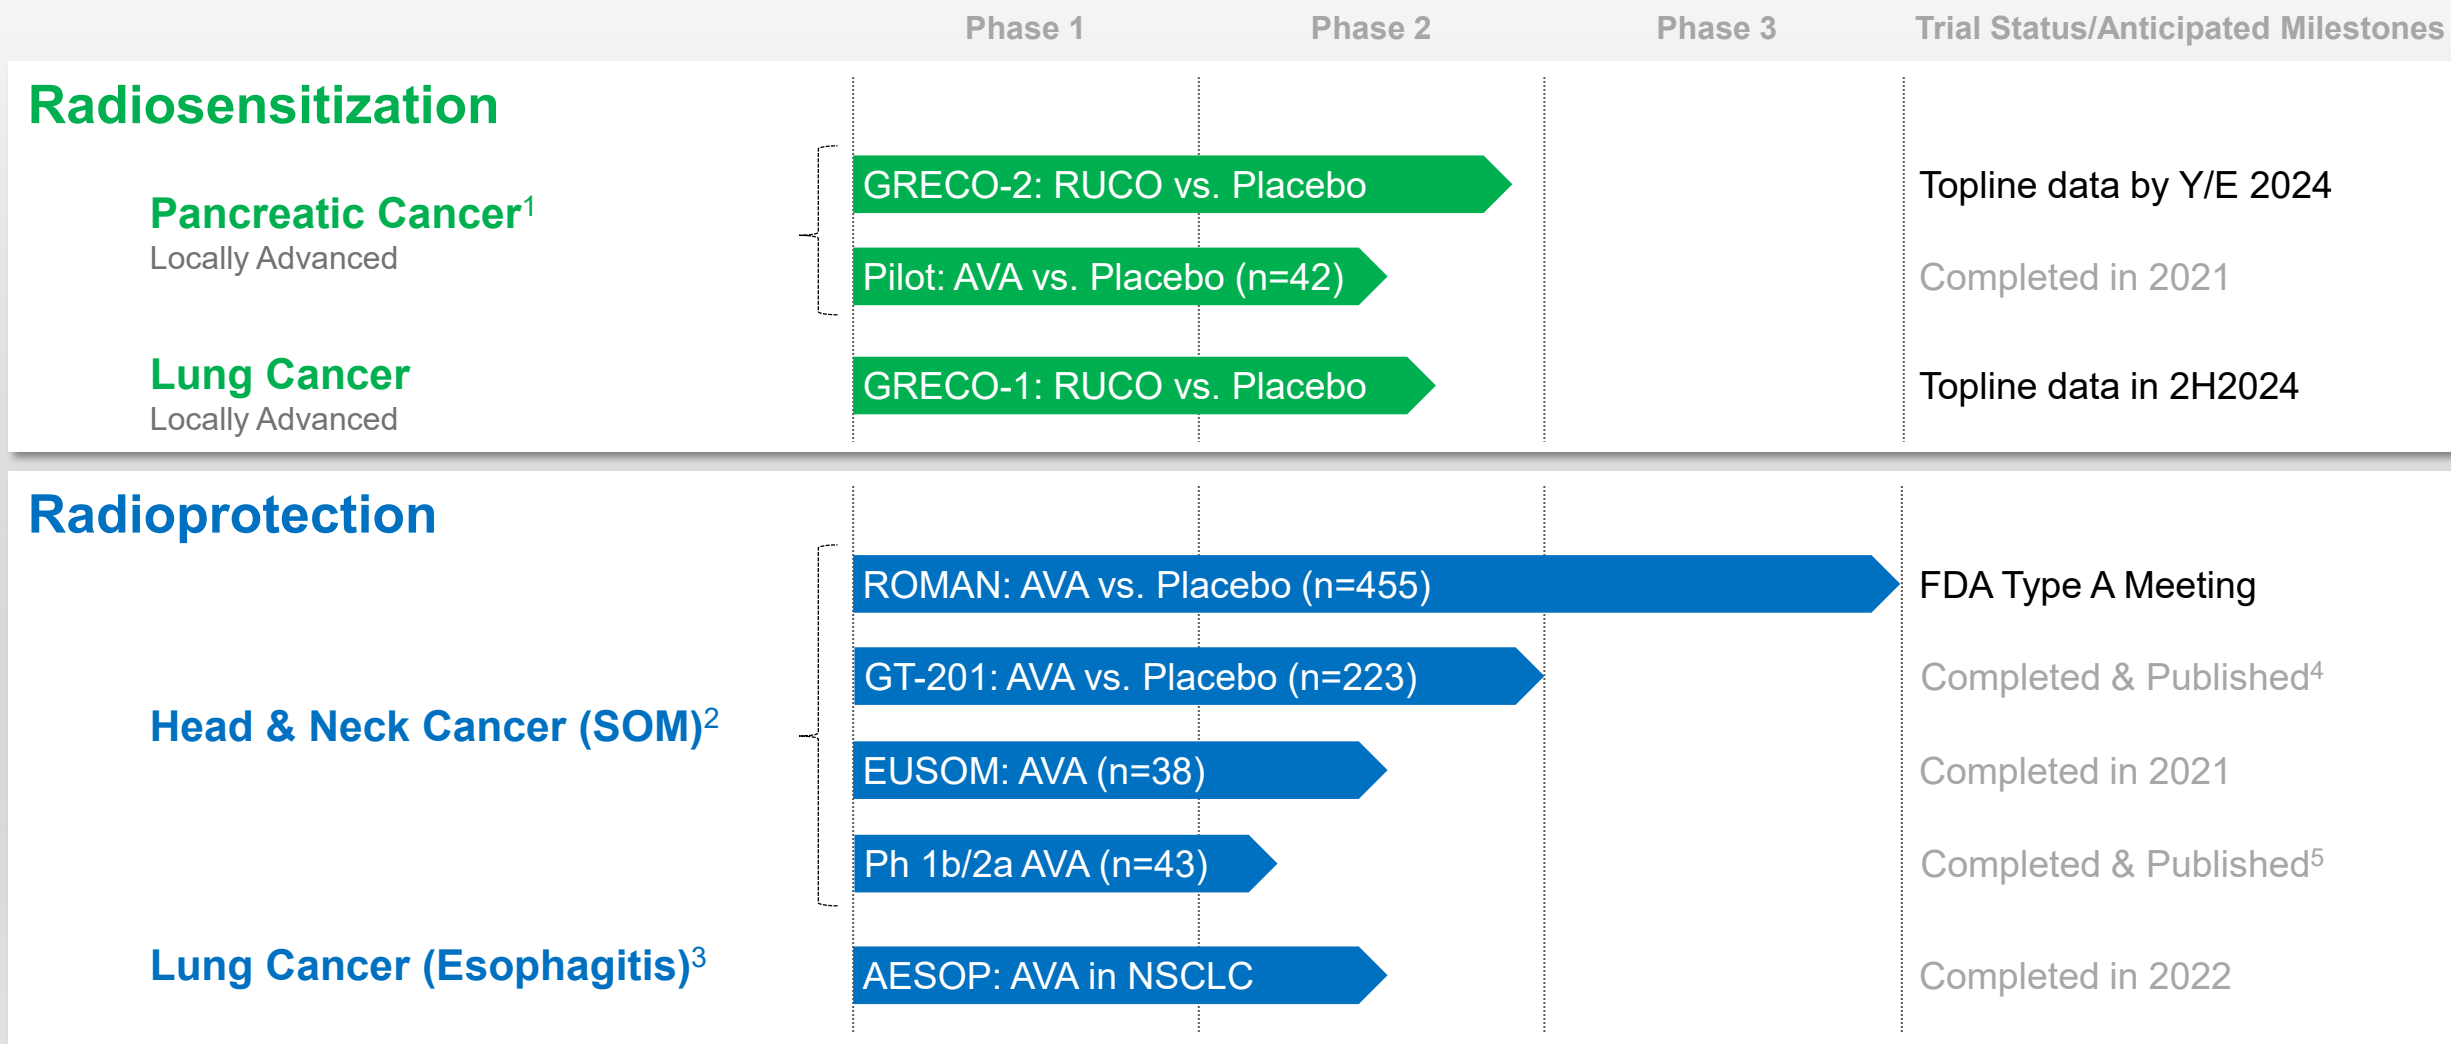 Phase 1 Phase 2 Phase 3 Trial Status/Anticipated Milestones
Radiosensitization
GRECO-2: RUCO vs. Placebo Topline data by Y/E 2024
Pancreatic Cancer1
Locally Advanced
Pilot: AVA vs. Placebo (n=42) Completed in 2021
Lung Cancer
Locally Advanced
GRECO-1: RUCO vs. Placebo Topline data in 2H2024
Radioprotection
ROMAN: AVA vs. Placebo (n=455) FDA Type A Meeting
GT-201: AVA vs. Placebo (n=223) Completed & Published4
Head & Neck Cancer (SOM)2
EUSOM: AVA (n=38) Completed in 2021
Ph 1b/2a AVA (n=43) Completed & Published5
Lung Cancer (Esophagitis)3
AESOP: AVA in NSCLC Completed in 2022